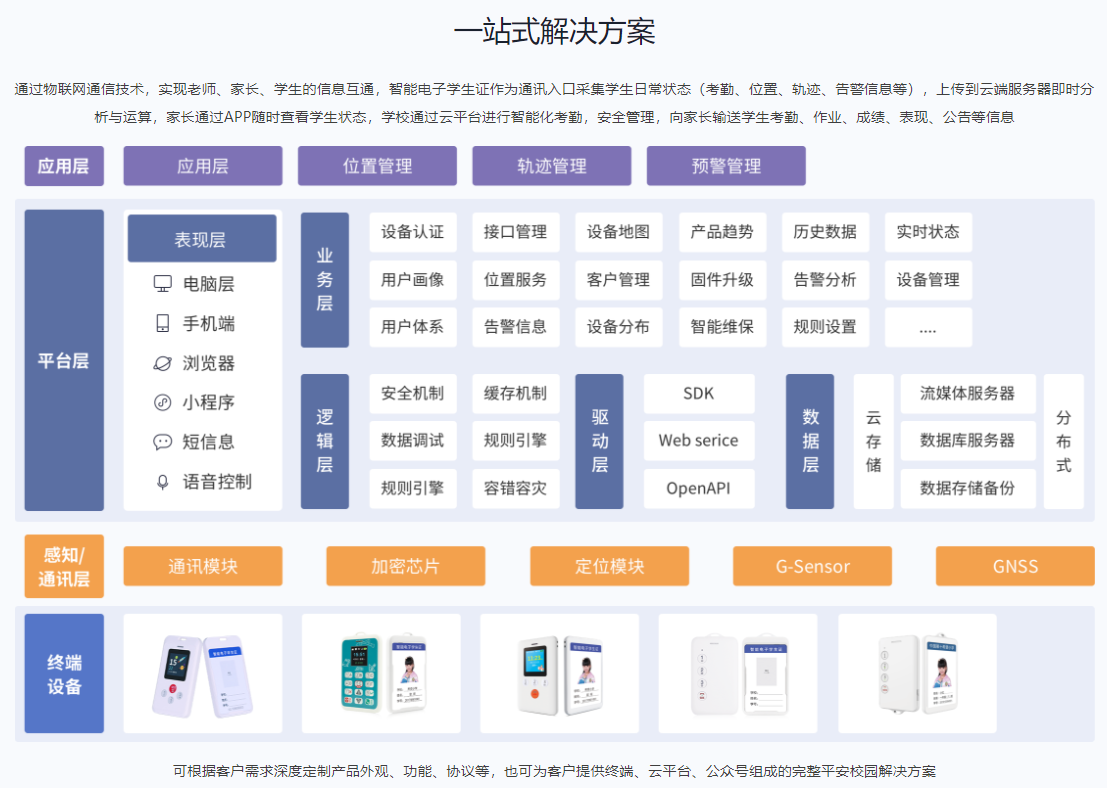 一站式解决方案
通过物联网通信技术，实现老师、家长、学生的信息互通，智能电子学生证作为通讯入口采集学生日常状态（考勤、位置、轨迹、告警信息等），上传到云端服务器即时分
析与运算，家长通过APP随时查看学生状态，学校通过云平台进行智能化考勤，安全管理，向家长输送学生考勤、作业、成绩、表现、公告等信息
应用层 应用层 位置管理 轨迹管理 预警管理
平台层
表现层
电脑层
手机端
浏览器
小程序
短信息
语音控制
业务层
设备认证 接口管理 设备地图 产品趋势 历史数据 实时状态
用户画像 位置服务 客户管理 固件升级 告警分析 设备管理
用户体系 告警信息 设备分布 智能维保 规则设置 ....
逻辑层
安全机制 缓存机制
数据调试 规则引擎
规则引擎 容错容灾
驱动层
SDK
Web serice
OpenAPI
数据层
云存储
流媒体服务器
数据库服务器
数据存储备份
分布式
感知/
通讯层
通讯模块 加密芯片 定位模块 G-Sensor GNSS
终端
设备
可根据客户需求深度定制产品外观、功能、协议等，也可为客户提供终端、云平台、公众号组成的完整平安校园解决方案